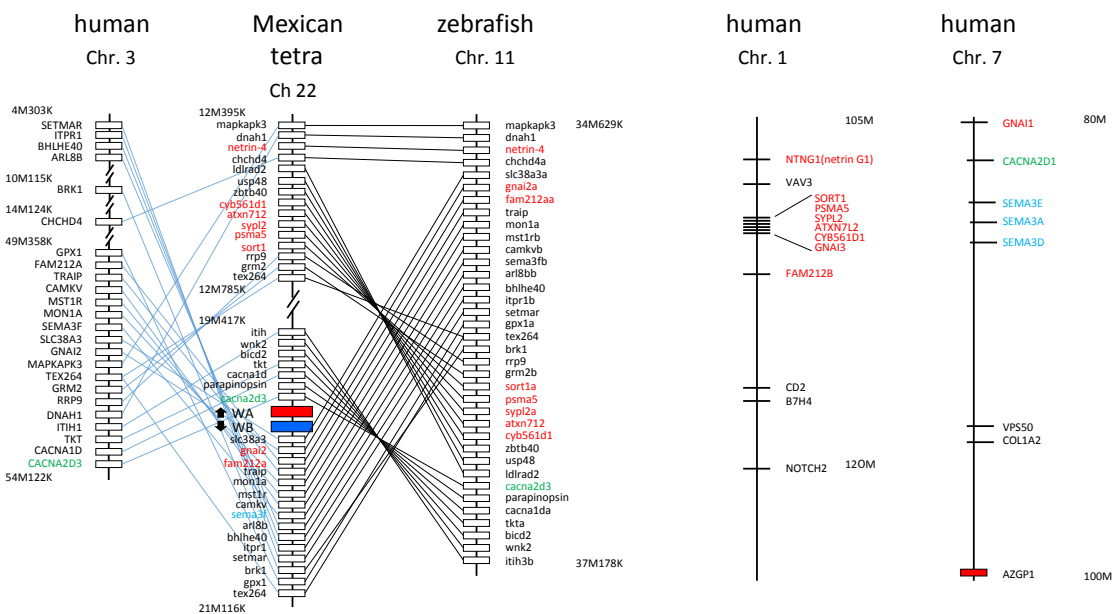 human
Chr. 3
4M303K
SETMAR
ITPR1
BHLHE40
ARL8B
10M115K
BRK1
14M124K
CHCHD4
49M358K
GPX1
FAM212A
TRAIP
CAMKV
MST1R
MON1A
SEMA3F
SLC38A3
GNAI2
MAPKAPK3
TEX264
GRM2
RRP9
DNAH1
ITIH1
TKT
CACNA1D
CACNA2D3
54M122K
Mexican
tetra
Ch 22
12M395K
mapkapk3
dnah1
netrin-4
chchd4
ldlrad2
usp48
zbtb40
cyb561d1
atxn712
sypl2
psma5
sort1
rrp9
grm2
tex264
12M785K
19M417K
itih
wnk2
bicd2
tkt
cacna1d
parapinopsin
cacna2d3
WA
WB
slc38a3
gnai2
fam212a
traip
mon1a
mst1r
camkv
sema3f
arl8b
bhlhe40
itpr1
setmar
brk1
gpx1
tex264
21M116K
zebrafish
Chr. 11
mapkapk3 34M629K
dnah1
netrin-4
chchd4a
slc38a3a
gnai2a
fam212aa
traip
mon1a
mst1rb
camkvb
sema3fb
arl8bb
bhlhe40
itpr1b
setmar
gpx1a
tex264
brk1
rrp9
grm2b
sort1a
psma5
sypl2a
atxn712
cyb561d1
zbtb40
usp48
ldlrad2
cacna2d3
parapinopsin
cacna1da
tkta
bicd2
wnk2
itih3b 37M178K
human
Chr. 1
105M
NTNG1(netrin G1)
VAV3
SORT1
PSMA5
SYPL2
ATXN7L2
CYB561D1
GNAI3
FAM212B
CD2
B7H4
NOTCH2
12OM
human
Chr. 7
80M
GNAI1
CACNA2D1
SEMA3E
SEMA3A
SEMA3D
VPS50
COL1A2
AZGP1
100M